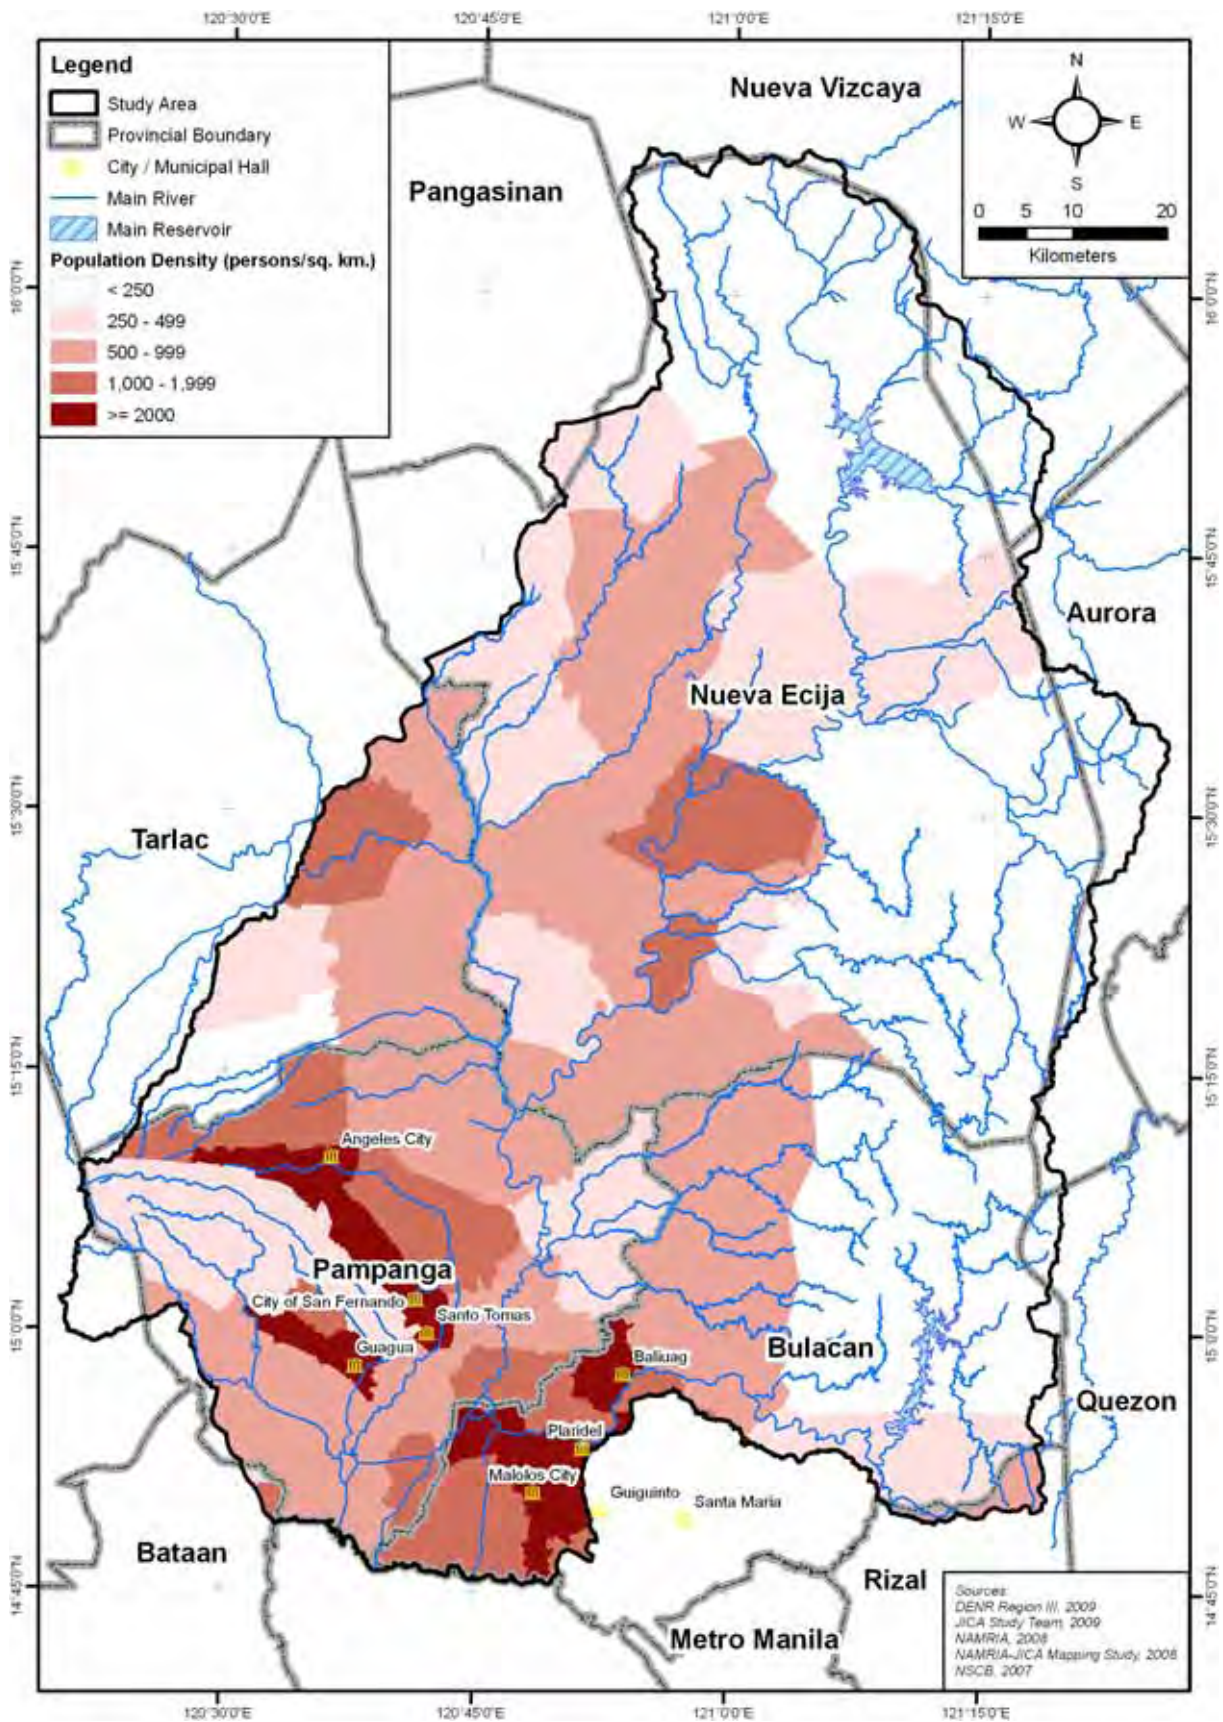 120°30'0"E
120°45'0"E
121°0'0"E
121°15'0"E
Legend
Study Area
Provincial Boundary
City / Municipal Hall
Main River
Main Reservoir
Population Density (persons/sq. km.)
< 250
250 - 499
500 - 999
1,000 - 1,999
>= 2000
N
W
E
S
0 5 10 20
Kilometers
Nueva Vizcaya
Pangasinan
16°0'0"N
16°0'0"N
15°45'0"N
15°45'0"N
Aurora
Nueva Ecija
15°30'0"N
15°30'0"N
Tarlac
15°15'0"N
15°15'0"N
Angeles City
Pampanga
City of San Fernando
Santo Tomas
15°0'0"N
15°0'0"N
Guagua
Baliuag
Bulacan
Quezon
Plaridel
Malolos City
Guiguinto
Santa Maria
Bataan
Rizal
14°45'0"N
14°45'0"N
Metro Manila
Sources:
DENR Region III, 2009
JICA Study Team, 2009
NAMRIA, 2008
NAMRIA-JICA Mapping Study, 2008
NSCB, 2007
120°30'0"E
120°45'0"E
121°0'0"E
121°15'0"E